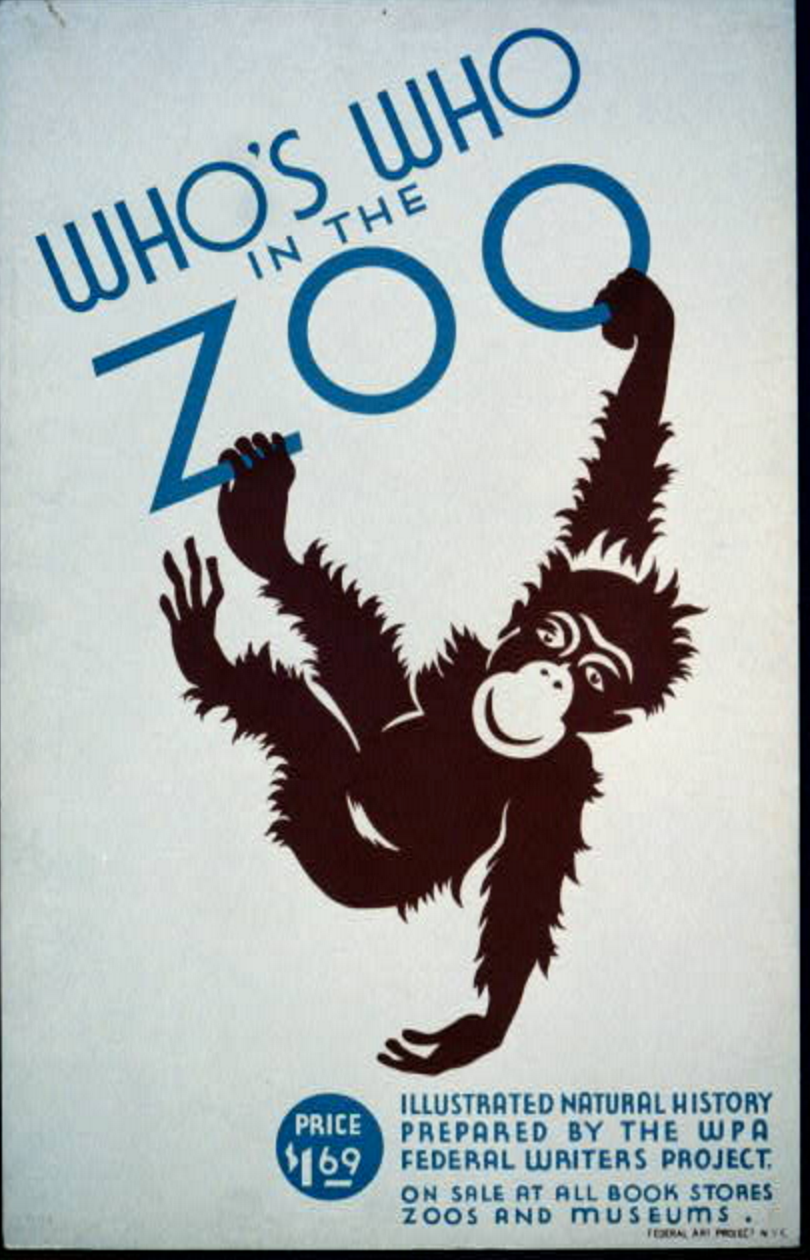 WHO'S WHO
IN THE
ZOO
PRICE
$1.69
ILLUSTRATED NATURAL HISTORY
PREPARED BY THE WPA
FEDERAL WRITERS PROJECT.
ON SALE AT ALL BOOK STORES
ZOOS AND MUSEUMS.
FEDERAL ART PROJECT N.Y.C.